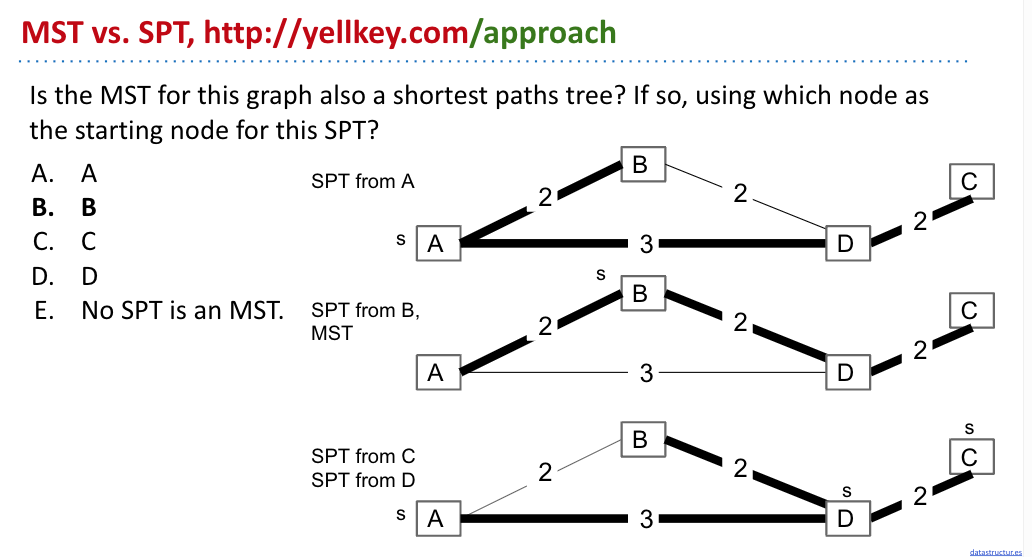 MST vs. SPT, http://yellkey.com/approach
Is the MST for this graph also a shortest paths tree? If so, using which node as
the starting node for this SPT?
A. A
B. B
C. C
D. D
E. No SPT is an MST.
SPT from A
s
A
B
C
D
2
2
3
2
SPT from B,
MST
s
A
B
C
D
2
2
3
2
SPT from C
SPT from D
s
A
B
s
C
s
D
2
2
3
2
datastructur.es